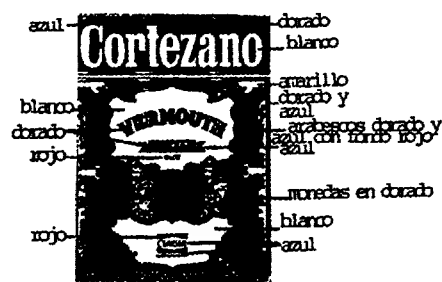 azul
dorado
Cortezano
blanco
amarillo
blanco
dorado y
azul
VERMOUTH
dorado
arabescos dorado y
azul con fondo rojo
azul
rojo
monedas en dorado
blanco
rojo
azul